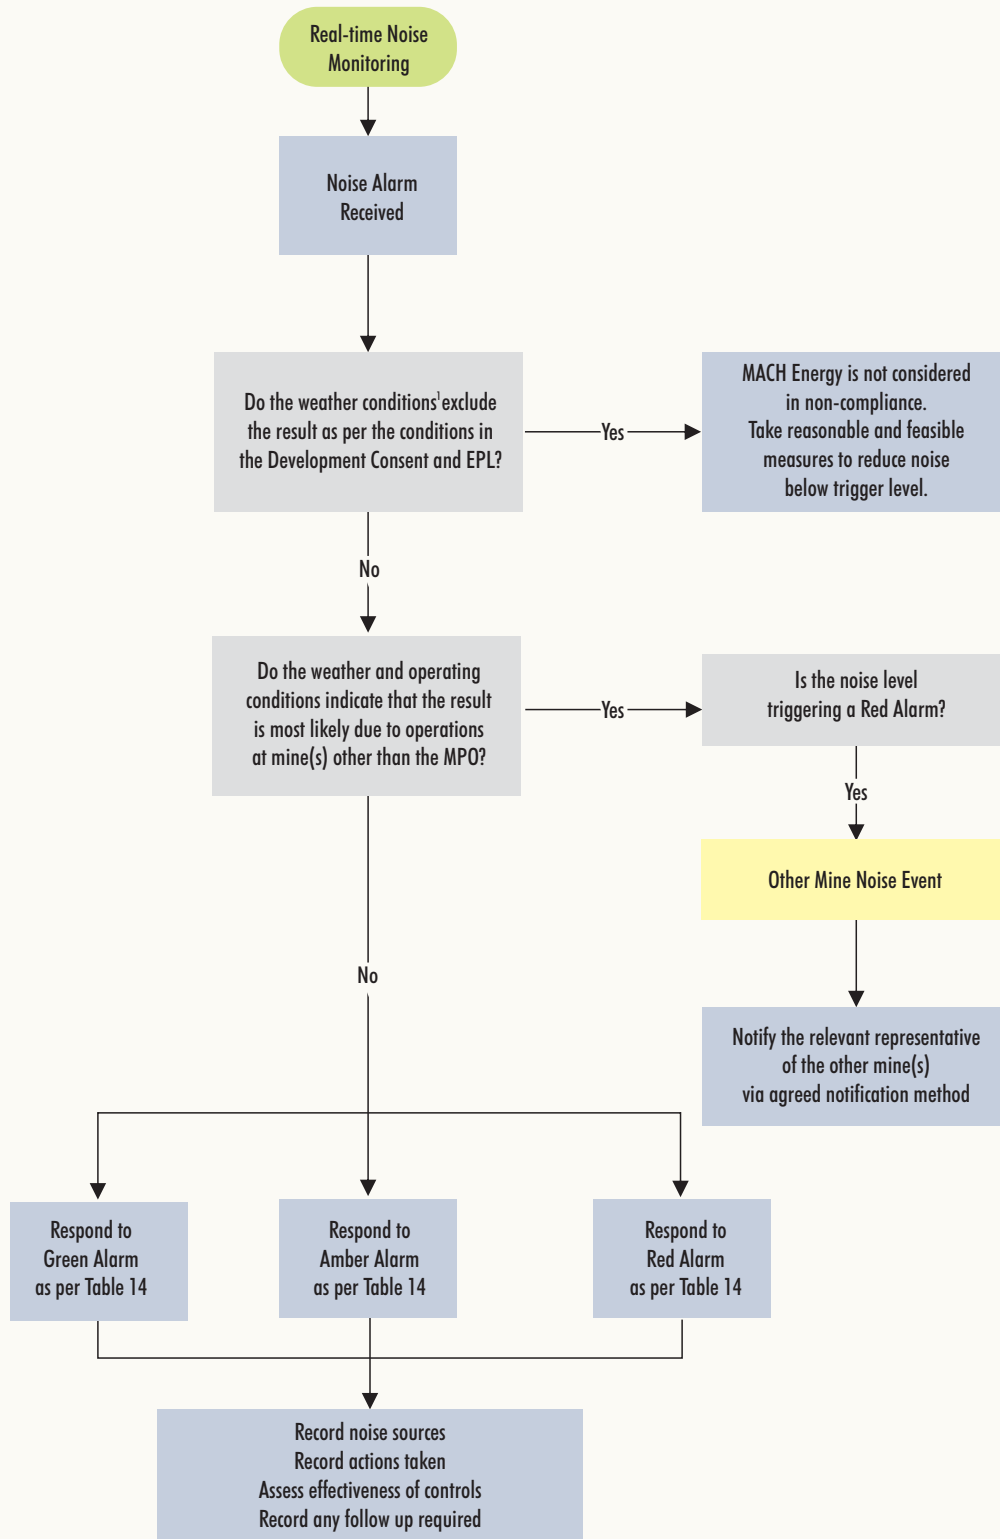 Real-time Noise
Monitoring
Noise Alarm
Received
Do the weather conditions¹ exclude
the result as per the conditions in
the Development Consent and EPL?
Yes
MACH Energy is not considered
in non-compliance.
Take reasonable and feasible
measures to reduce noise
below trigger level.
No
Do the weather and operating
conditions indicate that the result
is most likely due to operations
at mine(s) other than the MPO?
Yes
Is the noise level
triggering a Red Alarm?
Yes
Other Mine Noise Event
Notify the relevant representative
of the other mine(s)
via agreed notification method
No
Respond to
Green Alarm
as per Table 14
Respond to
Amber Alarm
as per Table 14
Respond to
Red Alarm
as per Table 14
Record noise sources
Record actions taken
Assess effectiveness of controls
Record any follow up required